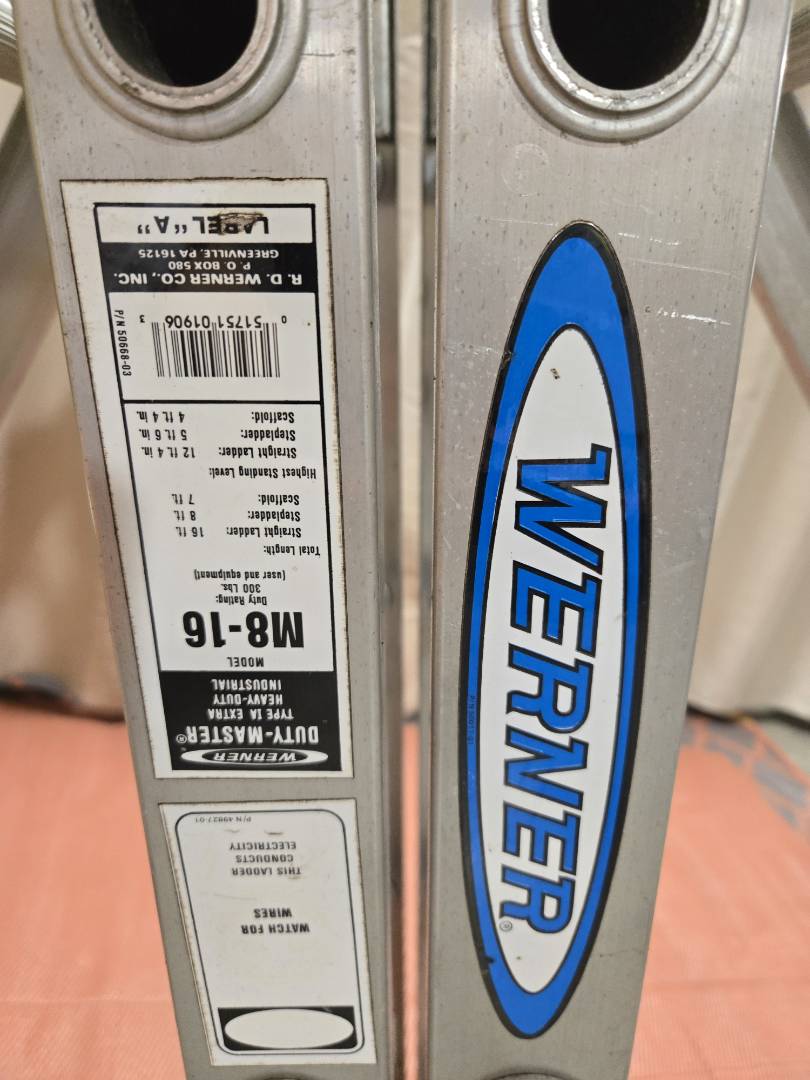 WERNER
DUTY-MASTER®
TYPE IA EXTRA
HEAVY-DUTY
INDUSTRIAL
MODEL
M8-16
Duty Rating:
300 Lbs.
(user and equipment)
Total Length:
Straight Ladder: 16 ft.
Stepladder: 8 ft.
Scaffold: 7 ft.
Highest Standing Level:
Straight Ladder: 12 ft. 4 in.
Stepladder: 5 ft. 6 in.
Scaffold: 4 ft. 4 in.
P/N 50668-03
0 51751 01906 3
R. D. WERNER CO., INC.
P. O. BOX 580
GREENVILLE, PA 16125
LABEL "A"
WATCH FOR
WIRES
THIS LADDER
CONDUCTS
ELECTRICITY
P/N 49827-01
WERNER®